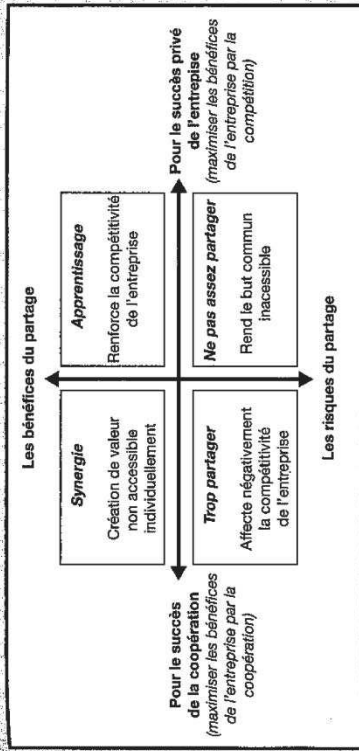 Les bénéfices du partage
Synergie
Création de valeur
non accessible
individuellement
Apprentissage
Renforce la compétitivité
de l'entreprise
Pour le succès
de la coopération
(maximiser les bénéfices
de l'entreprise par la
coopération)
Pour le succès privé
de l'entrepise
(maximiser les bénéfices
de l'entreprise par la
compétition)
Trop partager
Affecte négativement
la compétitivité
de l'entreprise
Ne pas assez partager
Rend le but commun
inacessible
Les risques du partage